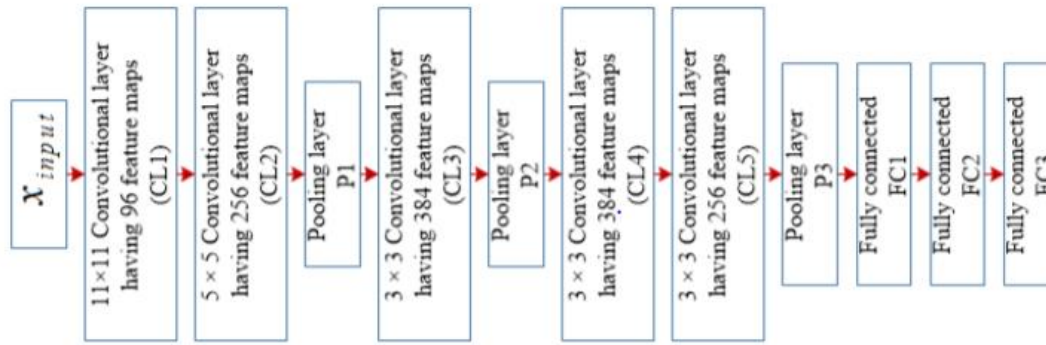 x input
11×11 Convolutional layer
having 96 feature maps
(CL1)
5 × 5 Convolutional layer
having 256 feature maps
(CL2)
Pooling layer
P1
3 × 3 Convolutional layer
having 384 feature maps
(CL3)
Pooling layer
P2
3 × 3 Convolutional layer
having 384 feature maps
(CL4)
3 × 3 Convolutional layer
having 256 feature maps
(CL5)
Pooling layer
P3
Fully connected
FC1
Fully connected
FC2
Fully connected
FC3